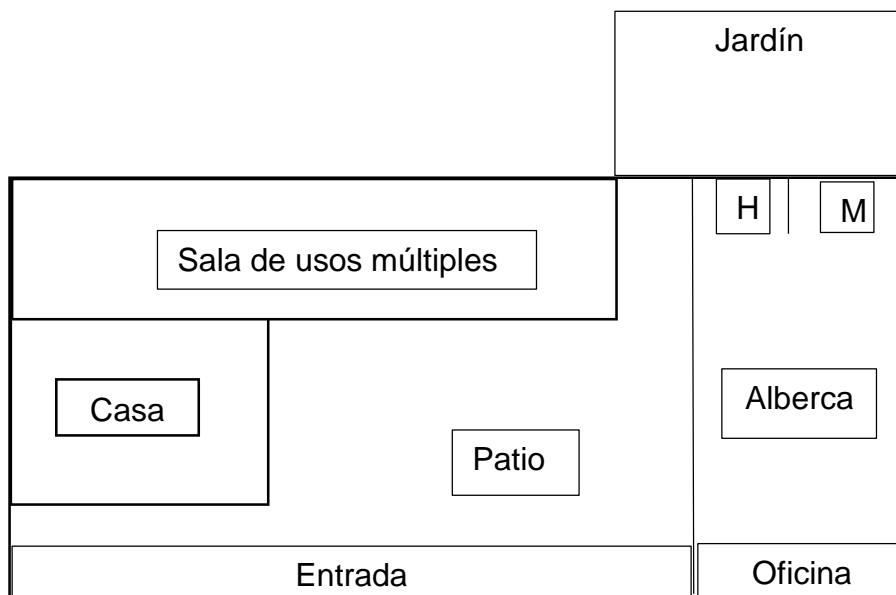 Jardín
H
M
Sala de usos múltiples
Casa
Alberca
Patio
Entrada
Oficina